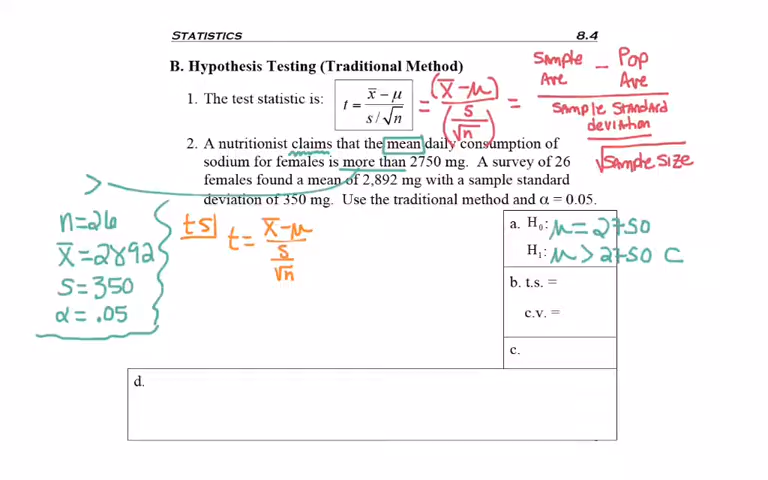 STATISTICS 8.4
B. Hypothesis Testing (Traditional Method)
1. The test statistic is: t = x̄ − μ / s / √n = (x̄ − μ) / (s / √n) = Sample Ave − Pop Ave / Sample Standard deviation / √Sample Size
2. A nutritionist claims that the mean daily consumption of
sodium for females is more than 2750 mg. A survey of 26
females found a mean of 2,892 mg with a sample standard
deviation of 350 mg. Use the traditional method and α = 0.05.
>
n=26
x̄=2892
s=350
α=.05
ts t= x̄−μ / s / √n
a. H₀: μ=2750
H₁: μ>2750 C
b. t.s. =
c.v. =
c.
d.